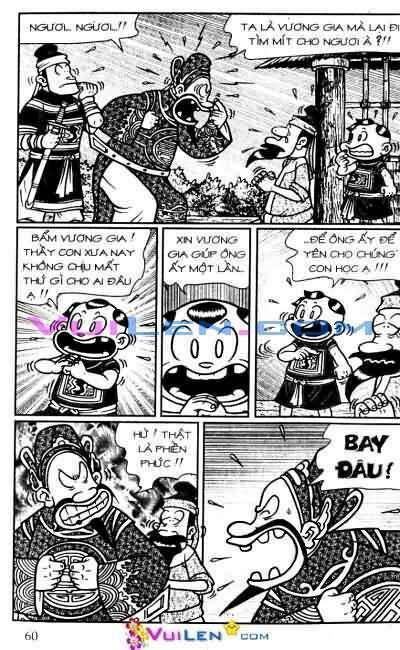 NGƯƠI.. NGƯƠI..!!
TA LÀ VƯƠNG GIA MÀ LẠI ĐI
TÌM MÍT CHO NGƯƠI À ?!!
BẨM VƯƠNG GIA !
THẦY CON XƯA NAY
KHÔNG CHỊU MẤT
THỨ GÌ CHO AI ĐÂU
Ạ !!
XIN VƯƠNG
GIA GIÚP ÔNG
ẤY MỘT LẦN..
...ĐỂ ÔNG ẤY ĐỂ
YÊN CHO CHÚNG
CON HỌC Ạ !!!
VUILEN.COM
HỪ ! THẬT
LÀ PHIỀN
PHỨC !!
BAY
ĐÂU !
60
VUILEN.COM